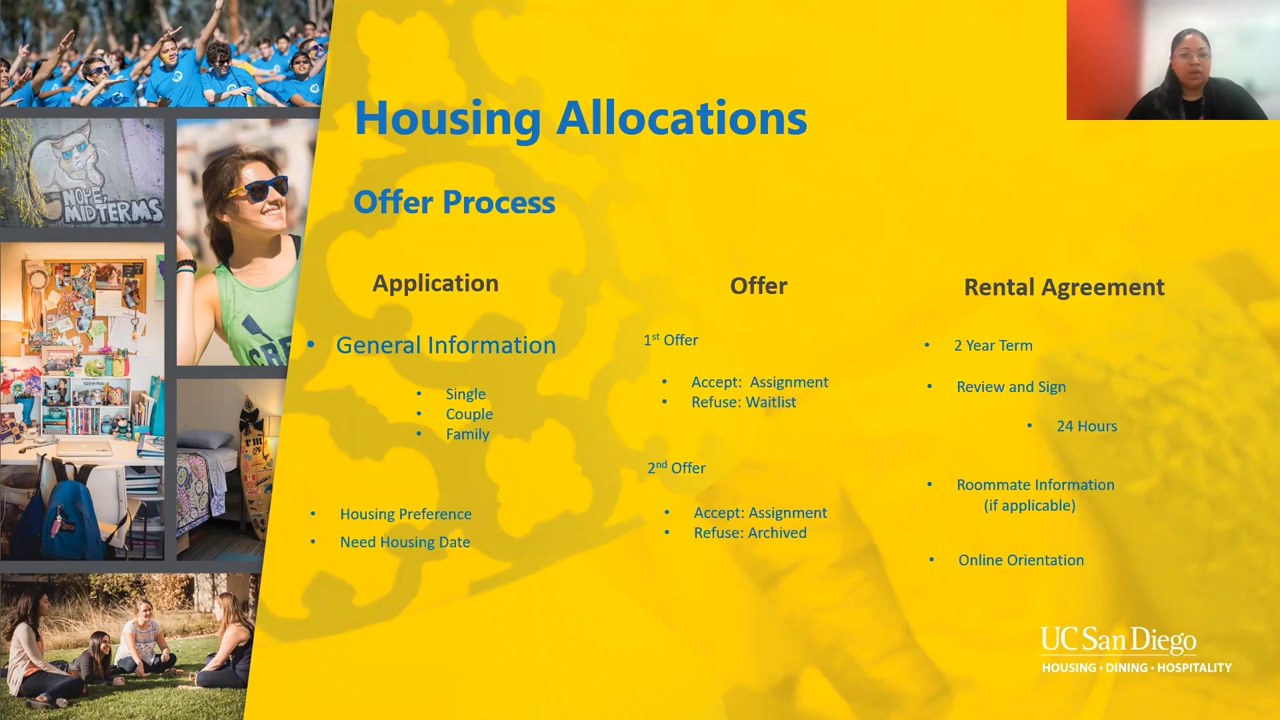 Housing Allocations
Offer Process
Application
• General Information
• Single
• Couple
• Family
• Housing Preference
• Need Housing Date
Offer
1st Offer
• Accept: Assignment
• Refuse: Waitlist
2nd Offer
• Accept: Assignment
• Refuse: Archived
Rental Agreement
• 2 Year Term
• Review and Sign
• 24 Hours
• Roommate Information
(if applicable)
• Online Orientation
UC San Diego
HOUSING • DINING • HOSPITALITY
NOPE,
MIDTERMS